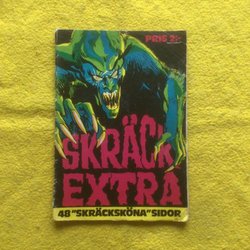 PRIS 2:-
SKRÄCK
EXTRA
48 "SKRÄCKSKÖNA" SIDOR